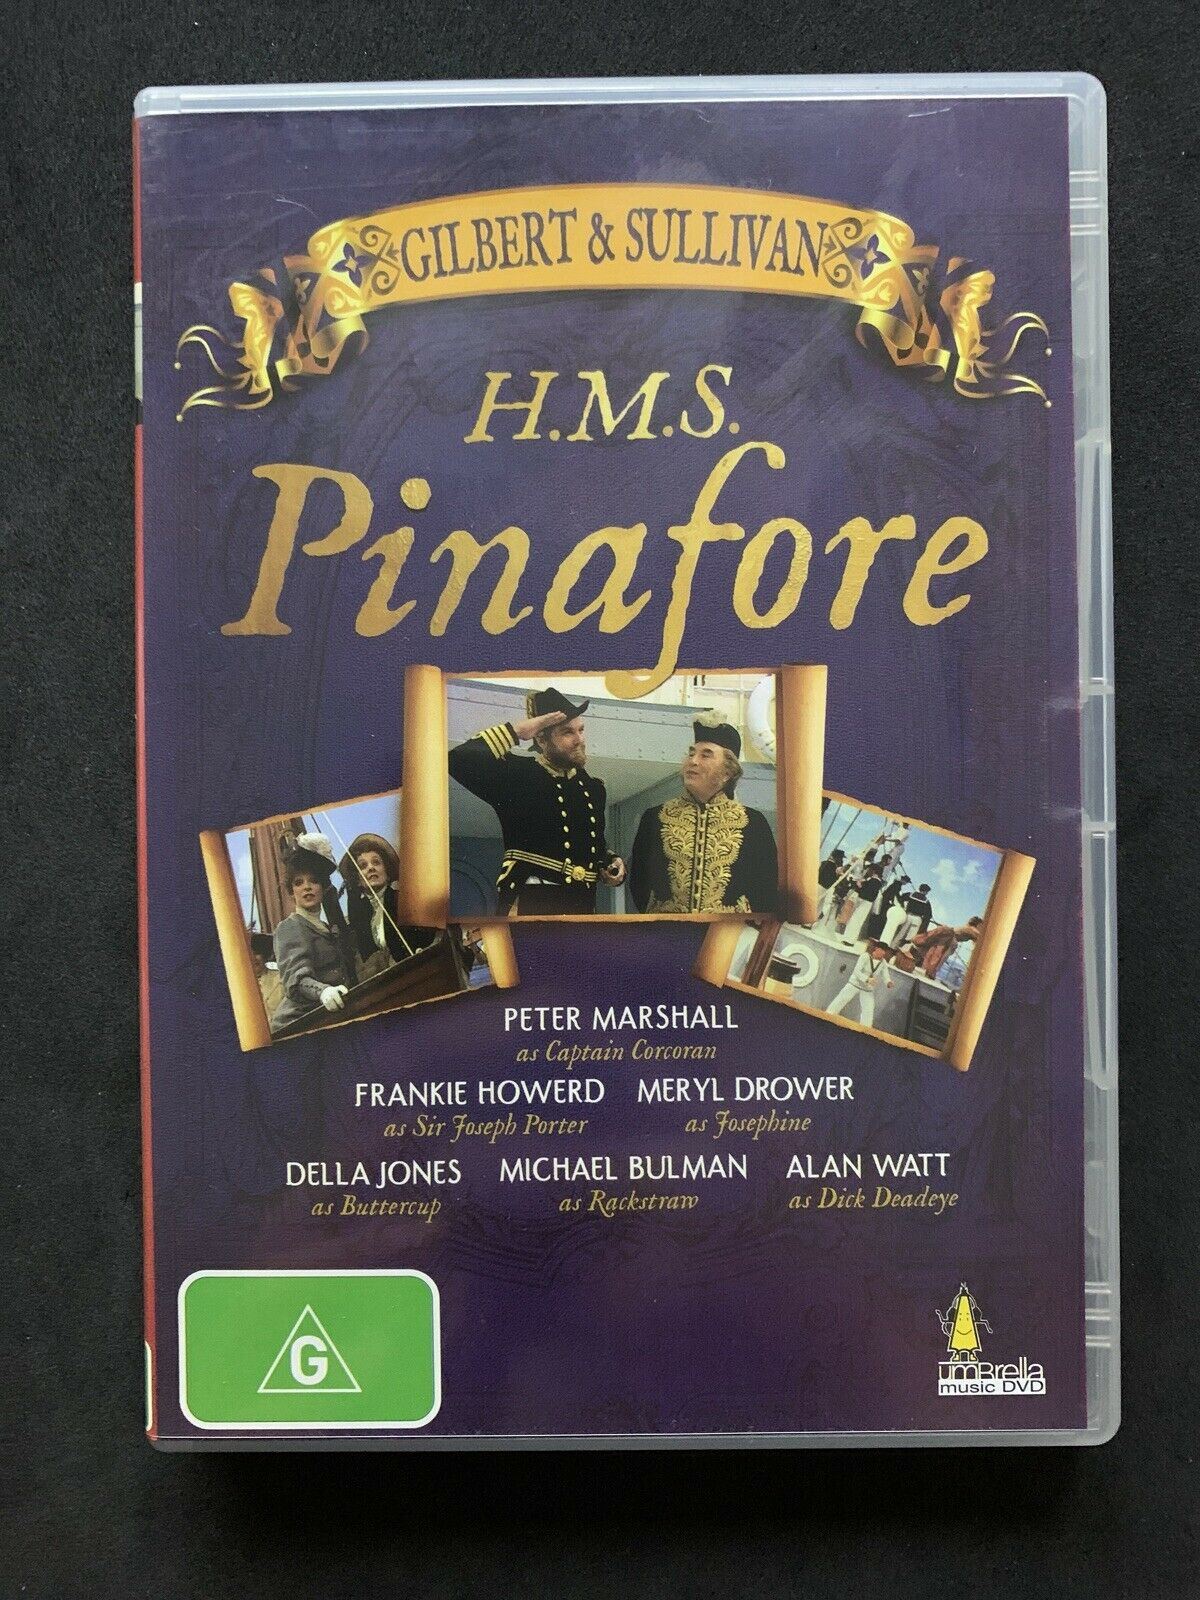 GILBERT & SULLIVAN
H.M.S.
Pinafore
PETER MARSHALL
as Captain Corcoran
FRANKIE HOWERD MERYL DROWER
as Sir Joseph Porter as Josephine
DELLA JONES MICHAEL BULMAN ALAN WATT
as Buttercup as Rackstraw as Dick Deadeye
G
umBrella
music DVD